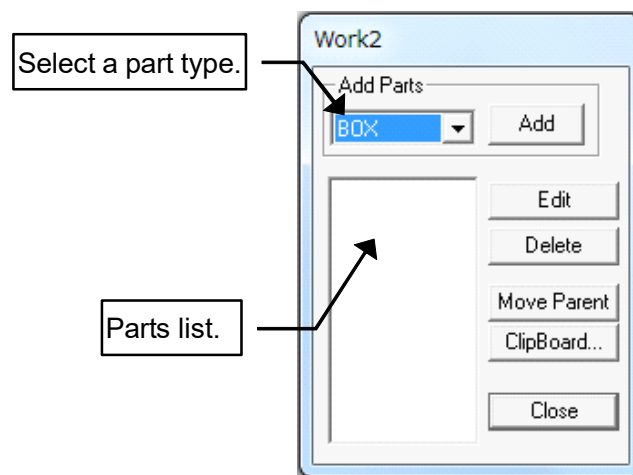 Work2
Select a part type.
Add Parts
BOX
Add
Edit
Delete
Parts list.
Move Parent
ClipBoard...
Close